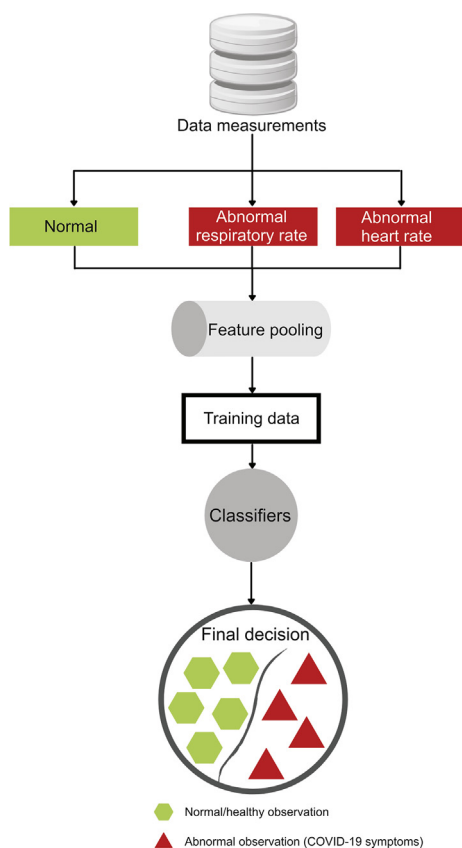 Data measurements
Normal
Abnormal
respiratory rate
Abnormal
heart rate
Feature pooling
Training data
Classifiers
Final decision
Normal/healthy observation
Abnormal observation (COVID-19 symptoms)